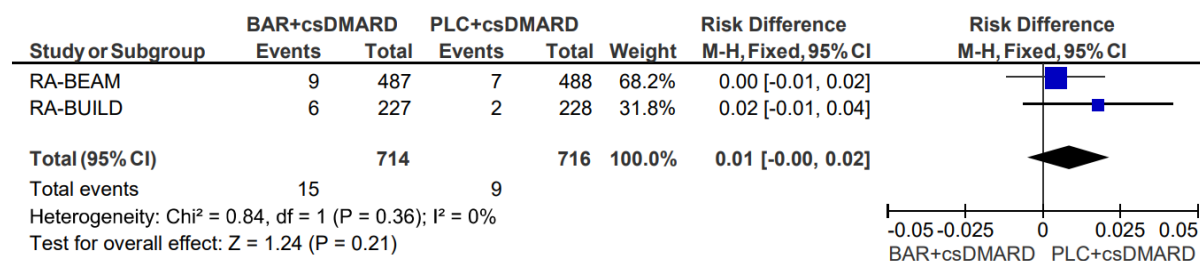 BAR+csDMARD PLC+csDMARD Risk Difference Risk Difference
Study or Subgroup Events Total Events Total Weight M-H, Fixed, 95% CI M-H, Fixed, 95% CI
RA-BEAM 9 487 7 488 68.2% 0.00 [-0.01, 0.02]
RA-BUILD 6 227 2 228 31.8% 0.02 [-0.01, 0.04]
Total (95% CI) 714 716 100.0% 0.01 [-0.00, 0.02]
Total events 15 9
Heterogeneity: Chi² = 0.84, df = 1 (P = 0.36); I² = 0%
Test for overall effect: Z = 1.24 (P = 0.21)
-0.05 -0.025 0 0.025 0.05
BAR+csDMARD PLC+csDMARD